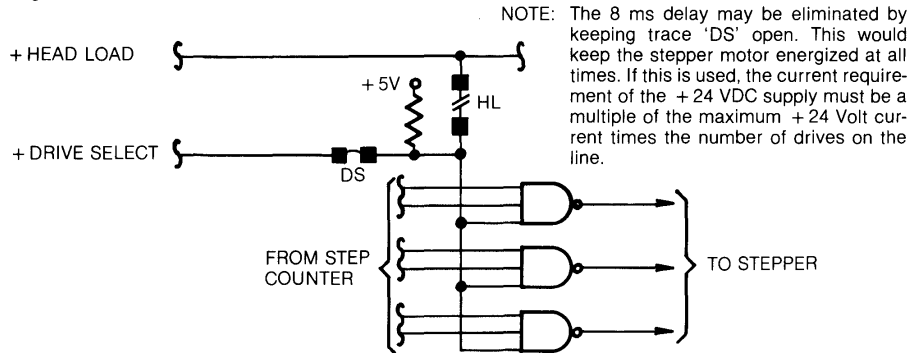 NOTE: The 8 ms delay may be eliminated by
keeping trace 'DS' open. This would
keep the stepper motor energized at all
times. If this is used, the current require-
ment of the +24 VDC supply must be a
multiple of the maximum +24 Volt cur-
rent times the number of drives on the
line.
+ HEAD LOAD
+ 5V
HL
+ DRIVE SELECT
DS
FROM STEP
COUNTER
TO STEPPER